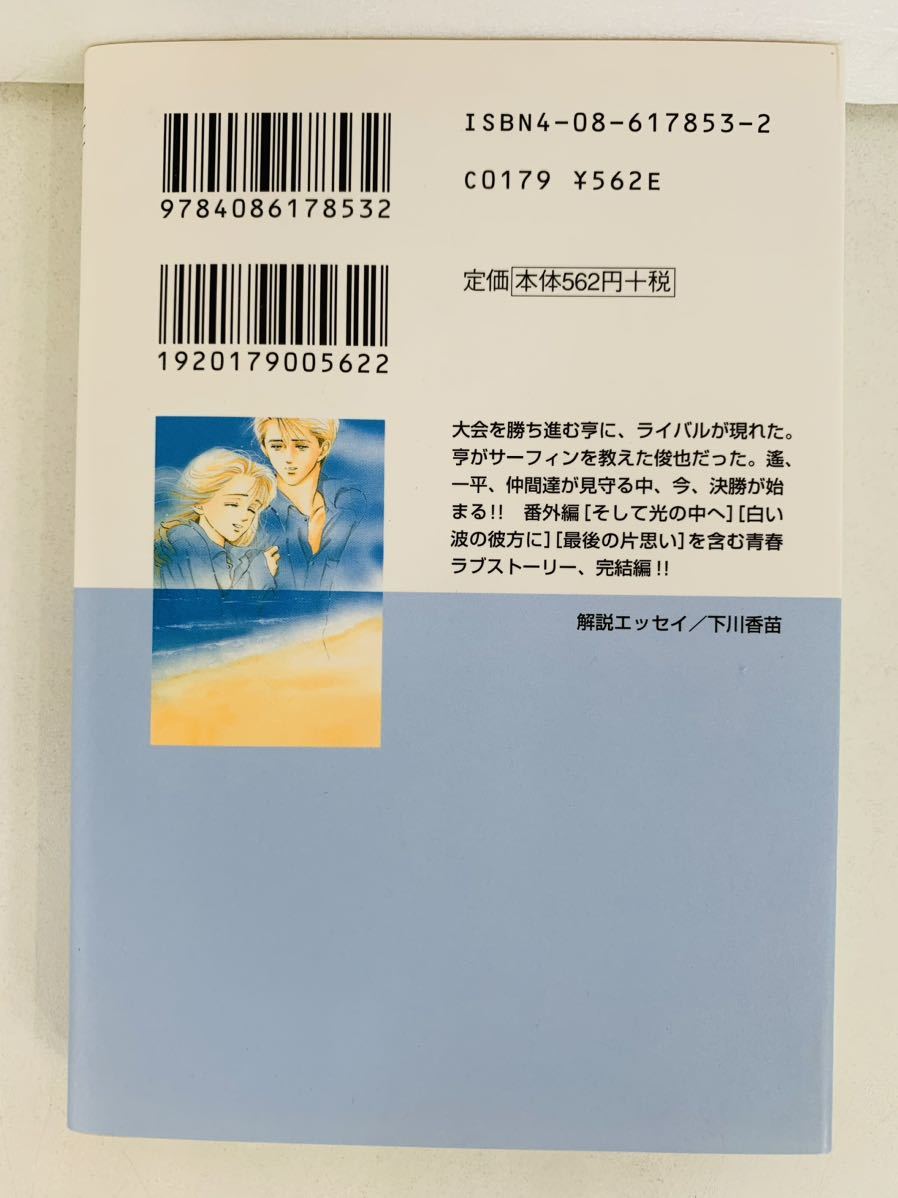 ISBN4-08-617853-2
C0179 ¥562E
9784086178532
定価 本体562円+税
1920179005622
大会を勝ち進む亨に、ライバルが現れた。
亨がサーフィンを教えた俊也だった。遙、
一平、仲間達が見守る中、今、決勝が始
まる!! 番外編[そして光の中へ][白い
波の彼方に][最後の片思い]を含む青春
ラブストーリー、完結編!!
解説エッセイ/下川香苗